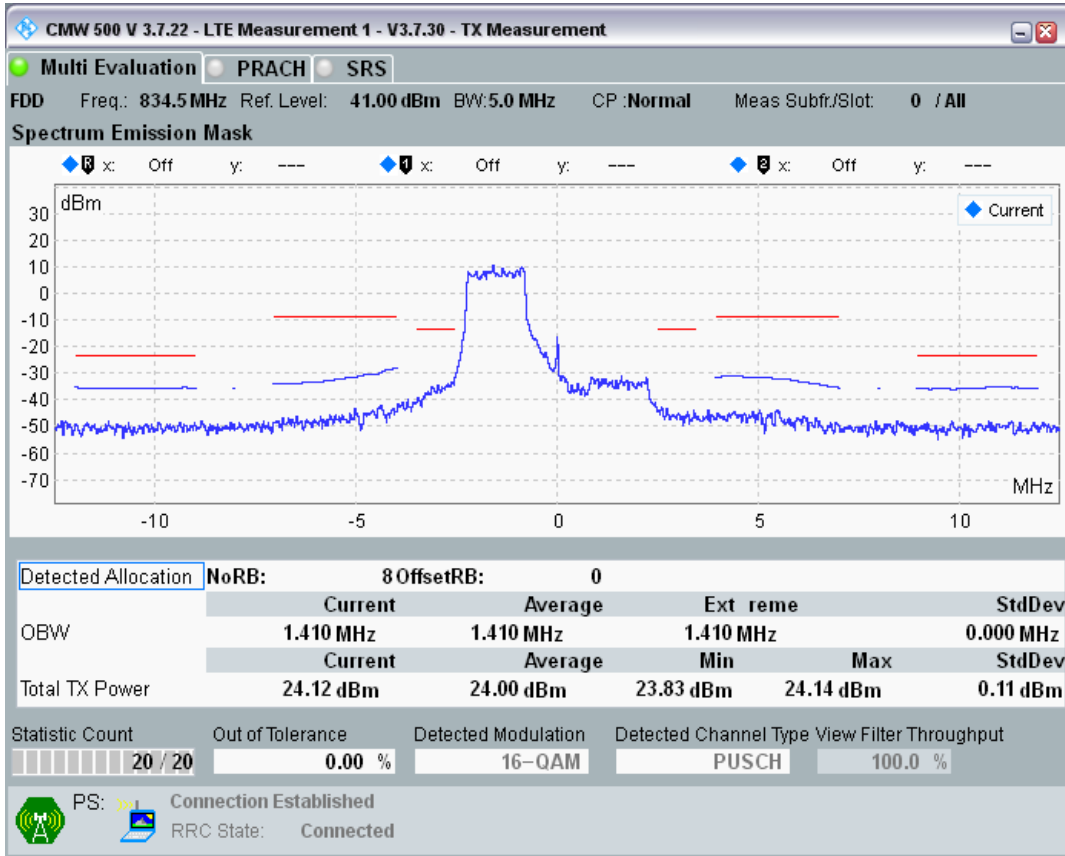 CMW 500 V 3.7.22 - LTE Measurement 1 - V3.7.30 - TX Measurement
Multi Evaluation PRACH SRS
FDD Freq.: 834.5 MHz Ref. Level: 41.00 dBm BW: 5.0 MHz CP : Normal Meas Subfr./Slot: 0 / All
Spectrum Emission Mask
R x: Off y: --- 1 x: Off y: --- 2 x: Off y: ---
dBm
Current
30
20
10
0
-10
-20
-30
-40
-50
-60
-70
MHz
-10 -5 0 5 10
Detected Allocation NoRB: 8 OffsetRB: 0
Current Average Ext reme StdDev
OBW 1.410 MHz 1.410 MHz 1.410 MHz 0.000 MHz
Current Average Min Max StdDev
Total TX Power 24.12 dBm 24.00 dBm 23.83 dBm 24.14 dBm 0.11 dBm
Statistic Count Out of Tolerance Detected Modulation Detected Channel Type View Filter Throughput
20 / 20 0.00 % 16-QAM PUSCH 100.0 %
PS: Connection Established
RRC State: Connected